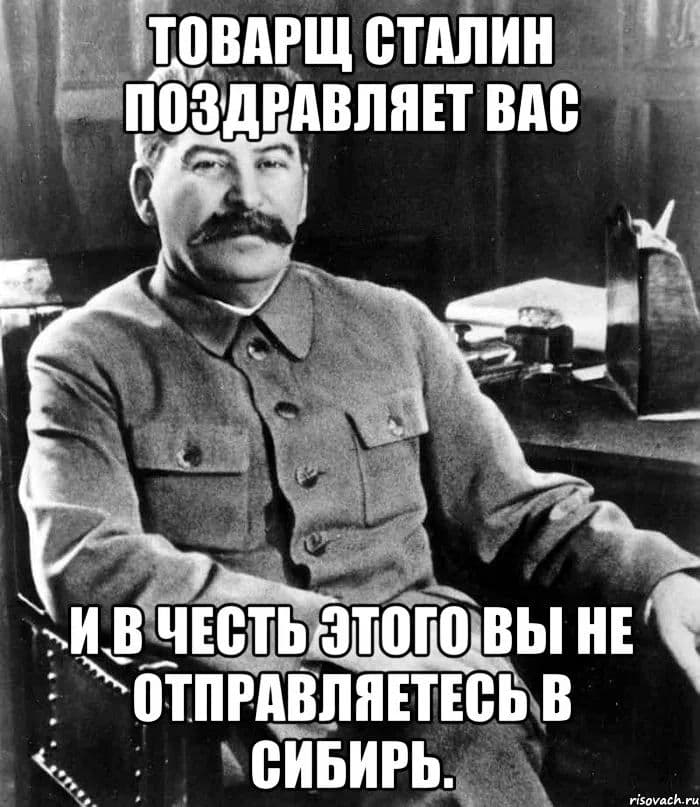 ТОВАРЩ СТАЛИН
ПОЗДРАВЛЯЕТ ВАС
И В ЧЕСТЬ ЭТОГО ВЫ НЕ
ОТПРАВЛЯЕТЕСЬ В
СИБИРЬ.
risovach.ru